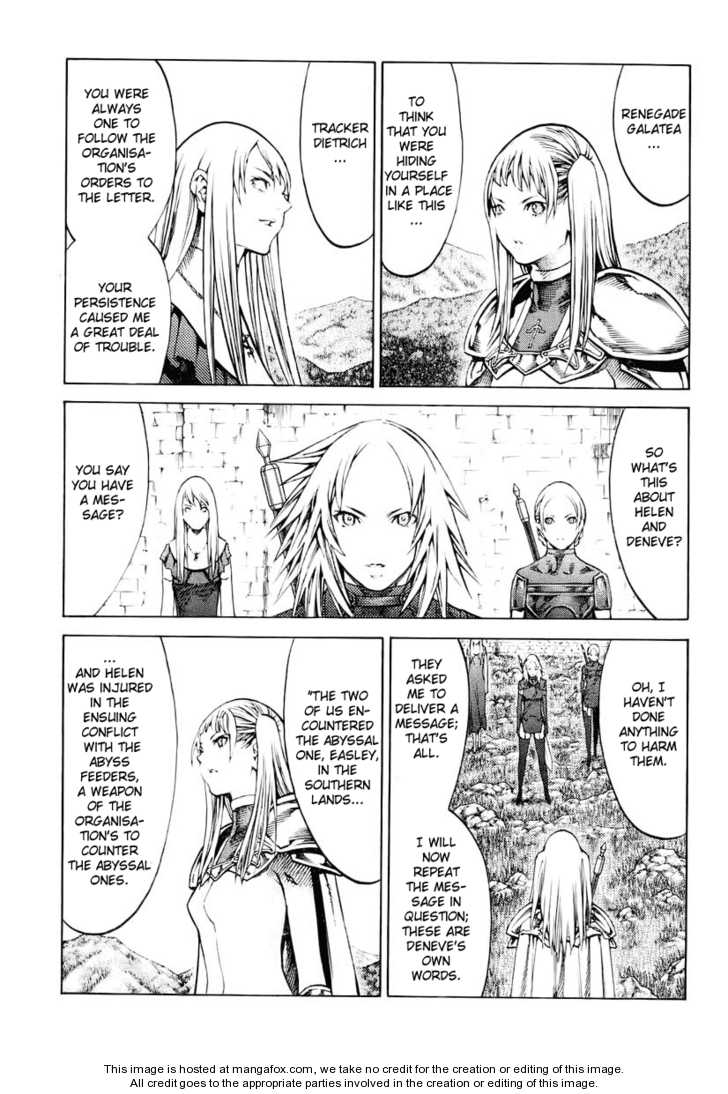 RENEGADE
GALATEA
...
TO
THINK
THAT YOU
WERE
HIDING
YOURSELF
IN A PLACE
LIKE THIS
...
TRACKER
DIETRICH
...
YOU WERE
ALWAYS
ONE TO
FOLLOW THE
ORGANISA-
TION'S
ORDERS TO
THE LETTER.
YOUR
PERSISTENCE
CAUSED ME
A GREAT DEAL
OF TROUBLE.
SO
WHAT'S
THIS
ABOUT
HELEN
AND
DENEVE?
YOU SAY
YOU HAVE
A MES-
SAGE?
OH, I
HAVEN'T
DONE
ANYTHING
TO HARM
THEM.
THEY
ASKED
ME TO
DELIVER A
MESSAGE;
THAT'S
ALL.
I WILL
NOW
REPEAT
THE MES-
SAGE IN
QUESTION;
THESE ARE
DENEVE'S
OWN
WORDS.
"THE TWO
OF US EN-
COUNTERED
THE ABYSSAL
ONE, EASLEY,
IN THE
SOUTHERN
LANDS...
...
AND HELEN
WAS INJURED
IN THE
ENSUING
CONFLICT
WITH THE
ABYSS
FEEDERS,
A WEAPON
OF THE
ORGANISA-
TION'S TO
COUNTER
THE ABYSSAL
ONES.
This image is hosted at mangafox.com, we take no credit for the creation or editing of this image.
All credit goes to the appropriate parties involved in the creation or editing of this image.